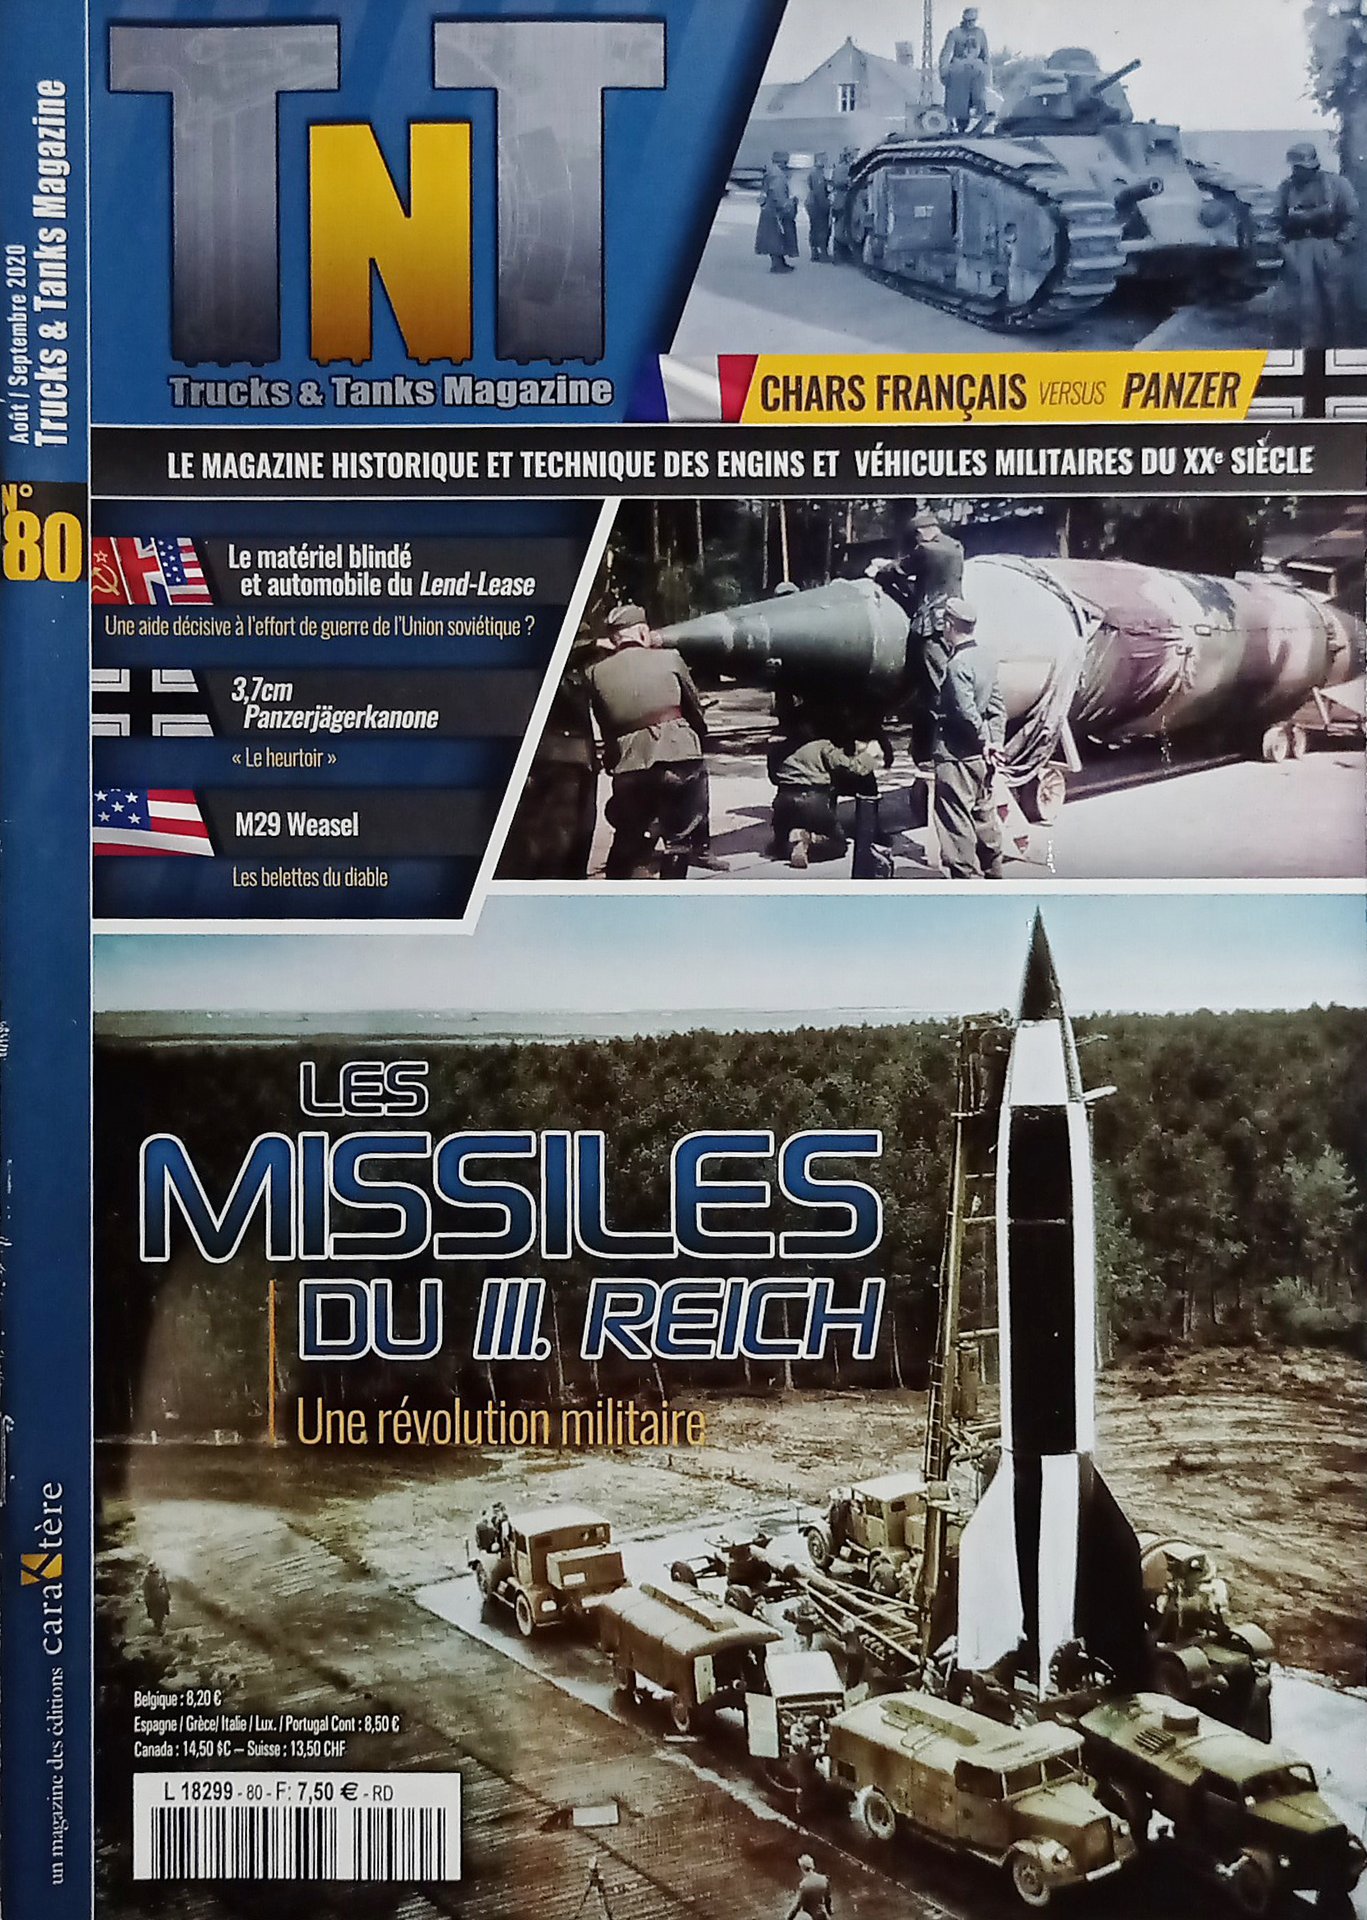 TNT
Trucks & Tanks Magazine
CHARS FRANÇAIS VERSUS PANZER
LE MAGAZINE HISTORIQUE ET TECHNIQUE DES ENGINS ET VÉHICULES MILITAIRES DU XXe SIÈCLE
Août / Septembre 2020
Trucks & Tanks Magazine
N°
80
Le matériel blindé
et automobile du Lend-Lease
Une aide décisive à l'effort de guerre de l'Union soviétique ?
3,7cm
Panzerjägerkanone
« Le heurtoir »
M29 Weasel
Les belettes du diable
LES
MISSILES
DU III. REICH
Une révolution militaire
Belgique : 8,20 €
Espagne / Grèce/ Italie / Lux. / Portugal Cont : 8,50 €
Canada : 14,50 $C – Suisse : 13,50 CHF
L 18299 - 80 - F: 7,50 € - RD
un magazine des éditions caraktère